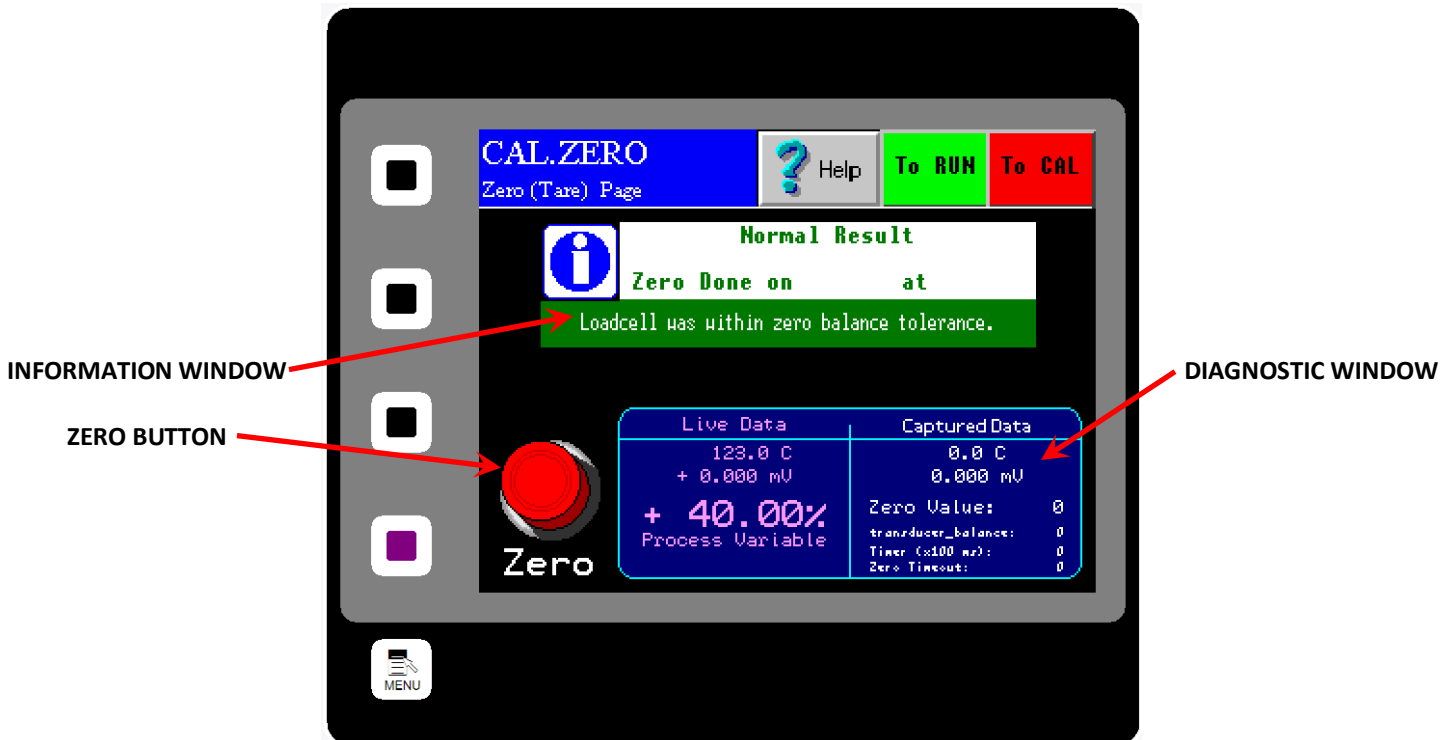 CAL.ZERO
Zero (Tare) Page
Help
To RUN
To CAL
Normal Result
Zero Done on at
Loadcell was within zero balance tolerance.
INFORMATION WINDOW
DIAGNOSTIC WINDOW
ZERO BUTTON
Zero
Live Data
123.0 C
+ 0.000 mV
+ 40.00%
Process Variable
Captured Data
0.0 C
0.000 mV
Zero Value: 0
transducer_balance: 0
Timer (x100 ms): 0
Zero Timeout: 0
MENU